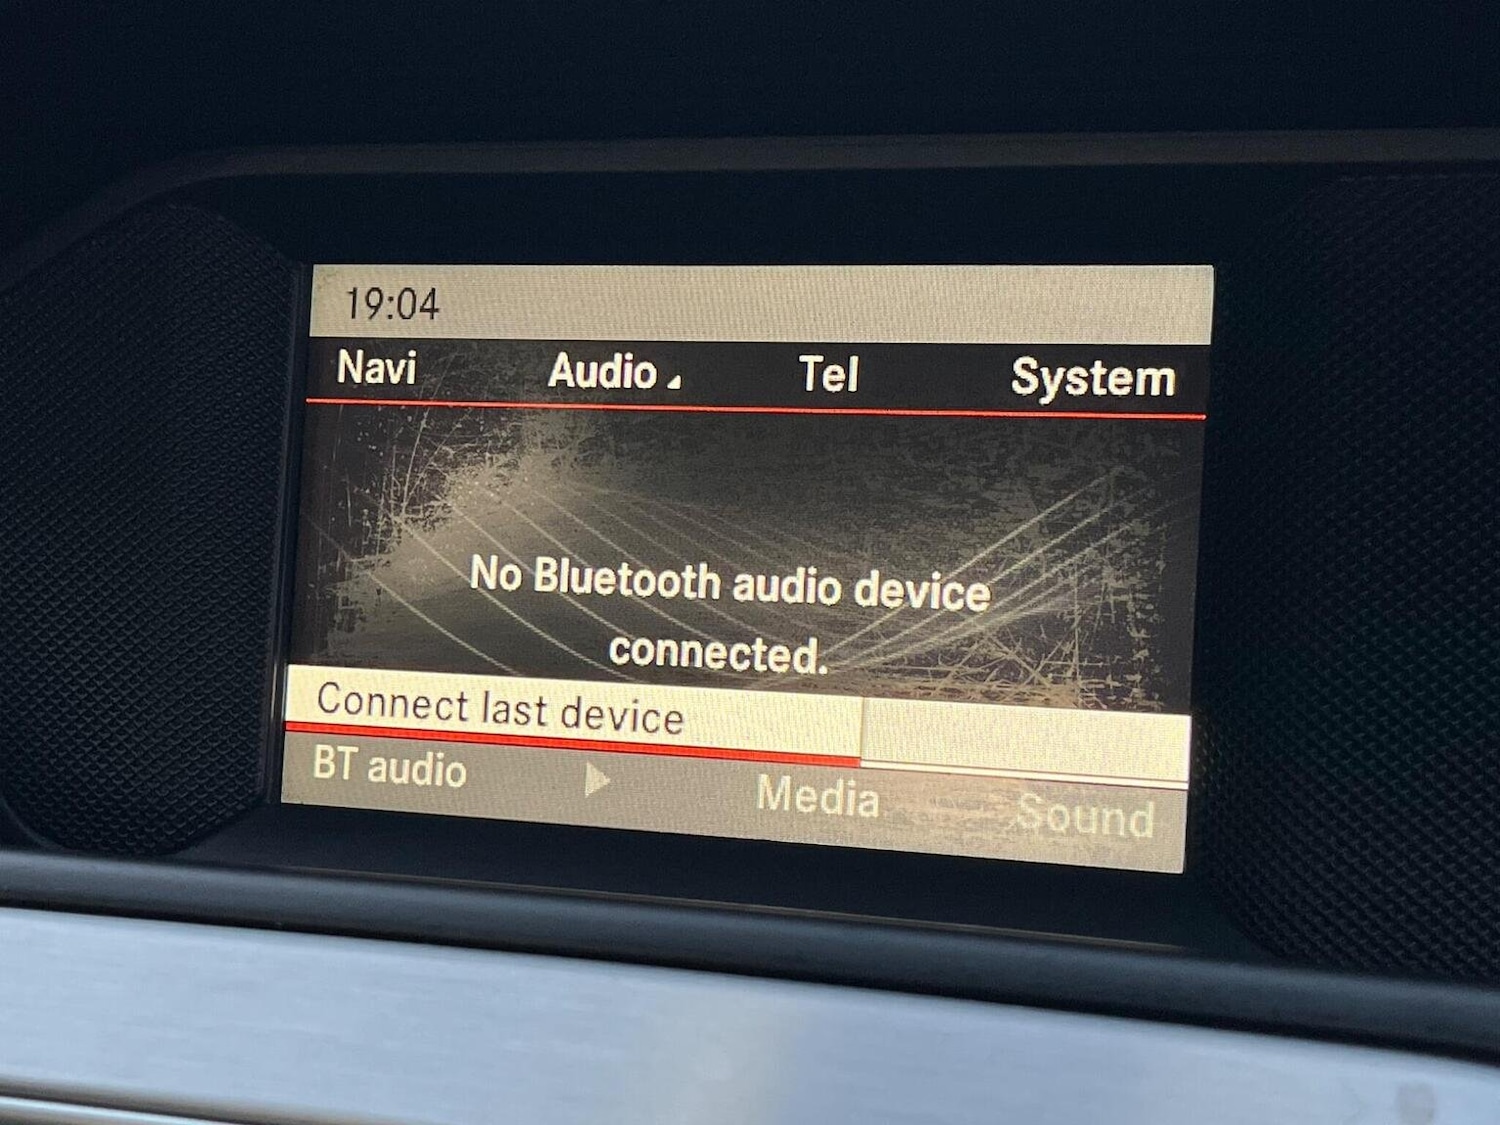 19:04
Navi Audio Tel System
No Bluetooth audio device
connected.
Connect last device
BT audio Media Sound